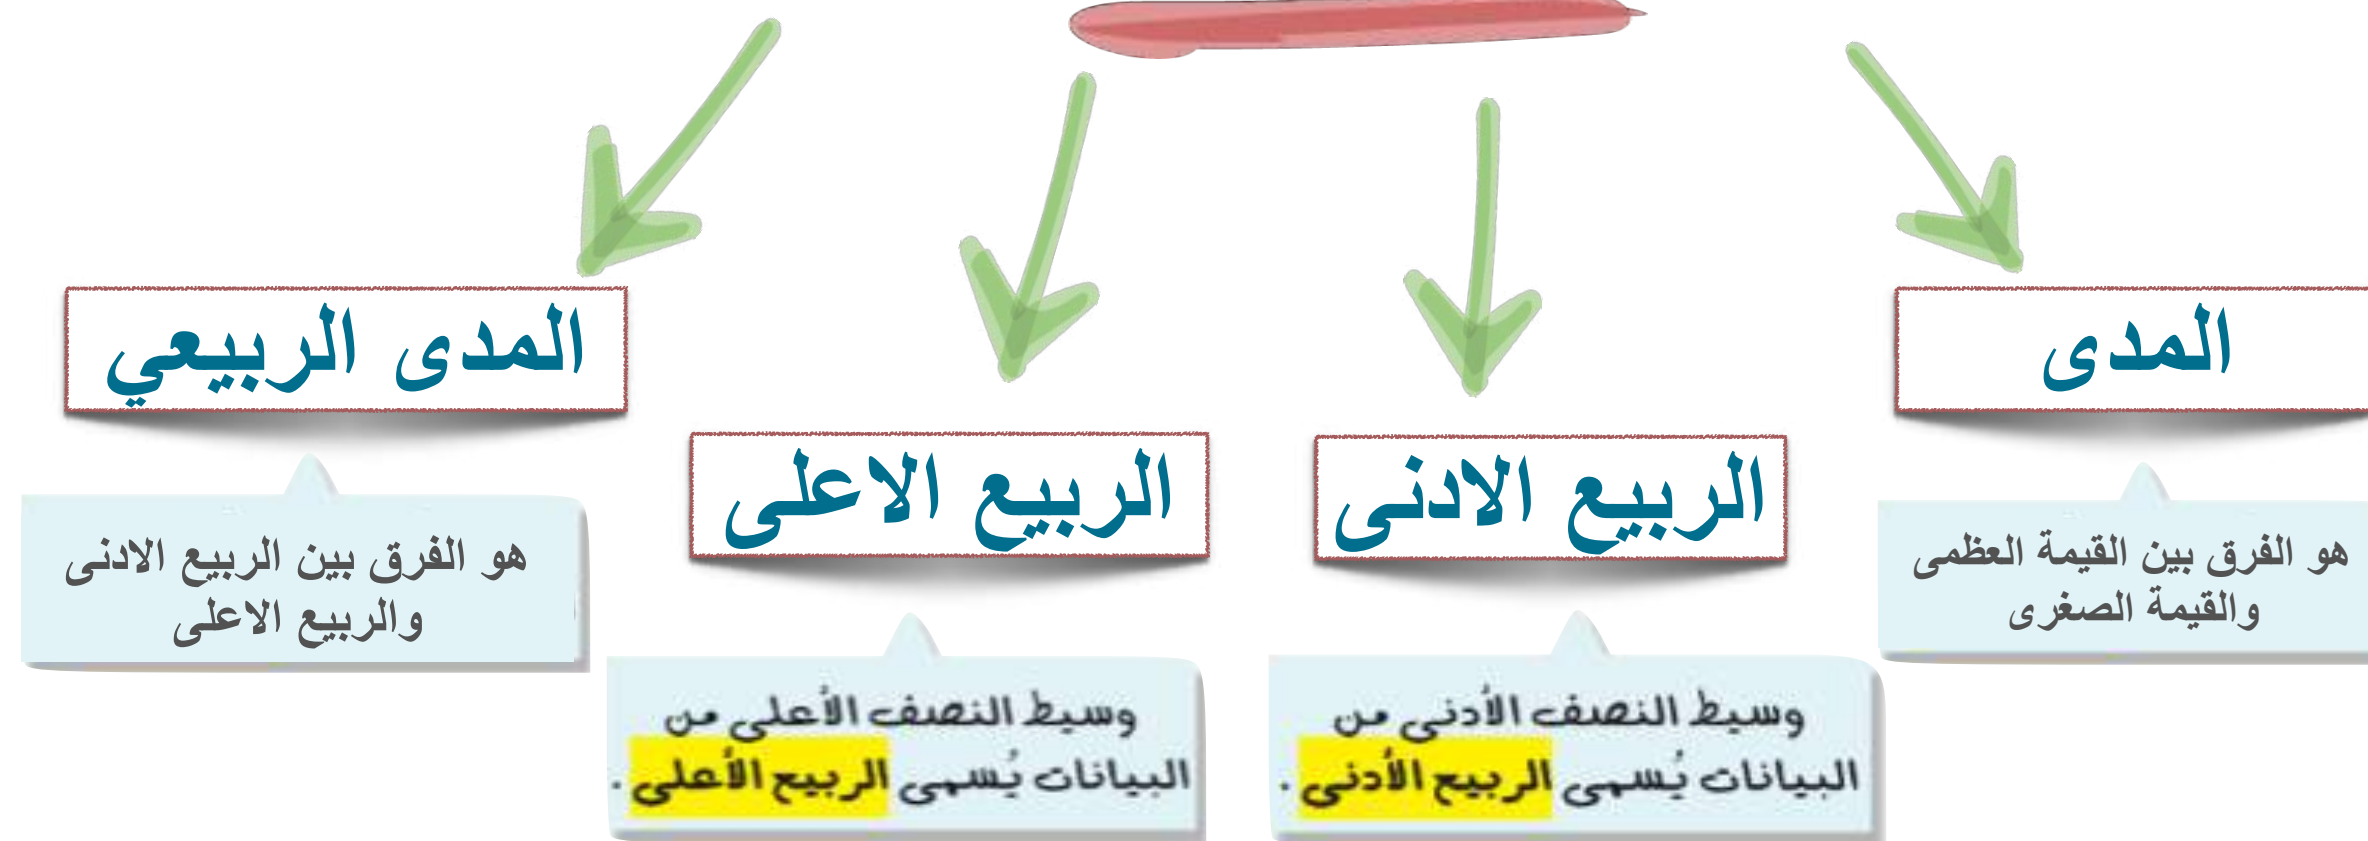 المدى
هو الفرق بين القيمة العظمى
والقيمة الصغرى
الربيع الادنى
وسيط النصف الأدنى من
البيانات يُسمى الربيع الأدنى .
الربيع الاعلى
وسيط النصف الأعلى من
البيانات يُسمى الربيع الأعلى .
المدى الربيعي
هو الفرق بين الربيع الادنى
والربيع الاعلى